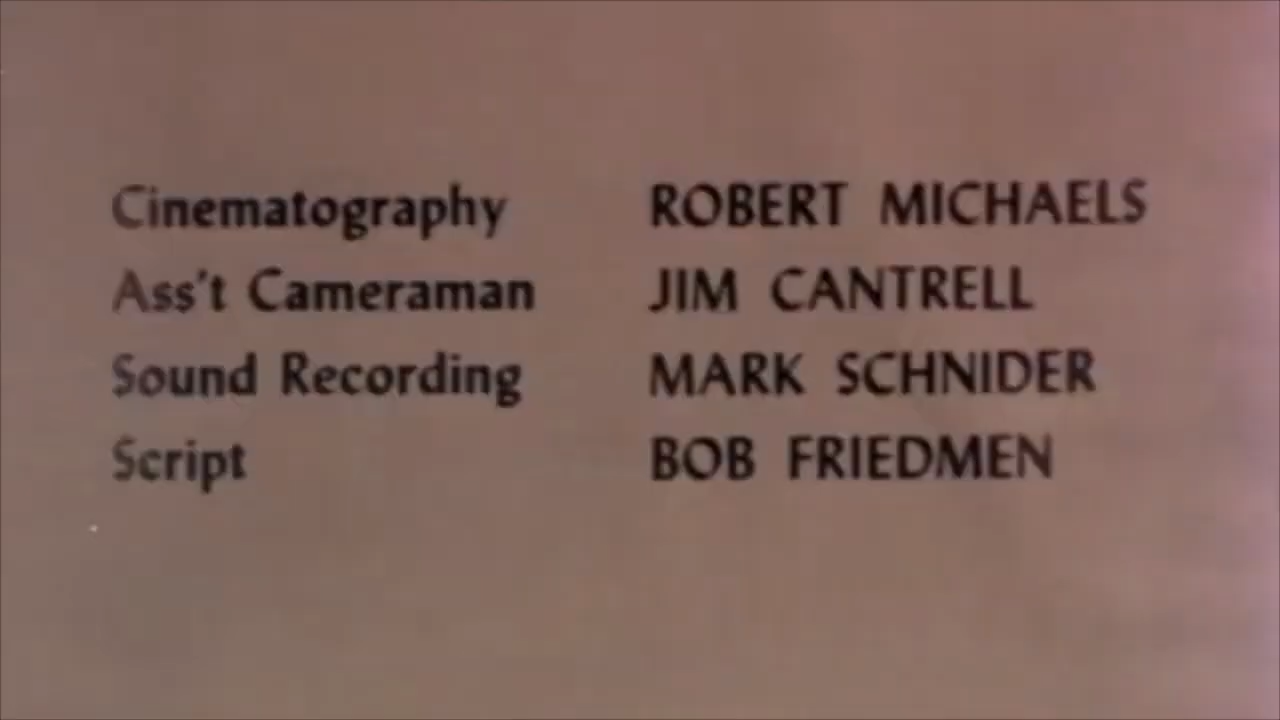 Cinematography ROBERT MICHAELS
Ass't Cameraman JIM CANTRELL
Sound Recording MARK SCHNIDER
Script BOB FRIEDMEN